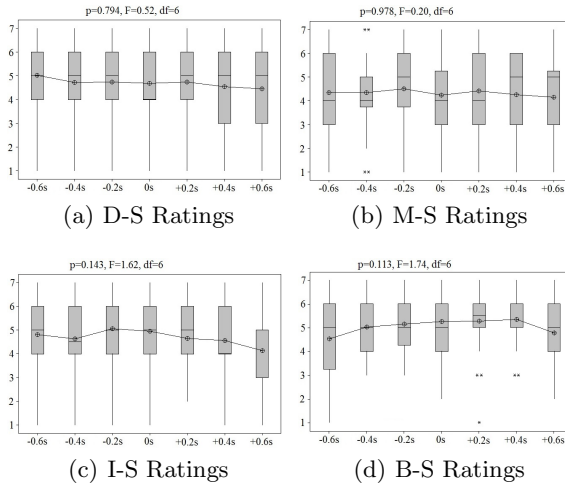 p=0.794, F=0.52, df=6
7
6
5
4
3
2
1
-0.6s -0.4s -0.2s 0s +0.2s +0.4s +0.6s
(a) D-S Ratings
p=0.978, F=0.20, df=6
7
6
5
4
3
2
1
**
**
-0.6s -0.4s -0.2s 0s +0.2s +0.4s +0.6s
(b) M-S Ratings
p=0.143, F=1.62, df=6
7
6
5
4
3
2
1
-0.6s -0.4s -0.2s 0s +0.2s +0.4s +0.6s
(c) I-S Ratings
p=0.113, F=1.74, df=6
7
6
5
4
3
2
1
** **
*
-0.6s -0.4s -0.2s 0s +0.2s +0.4s +0.6s
(d) B-S Ratings